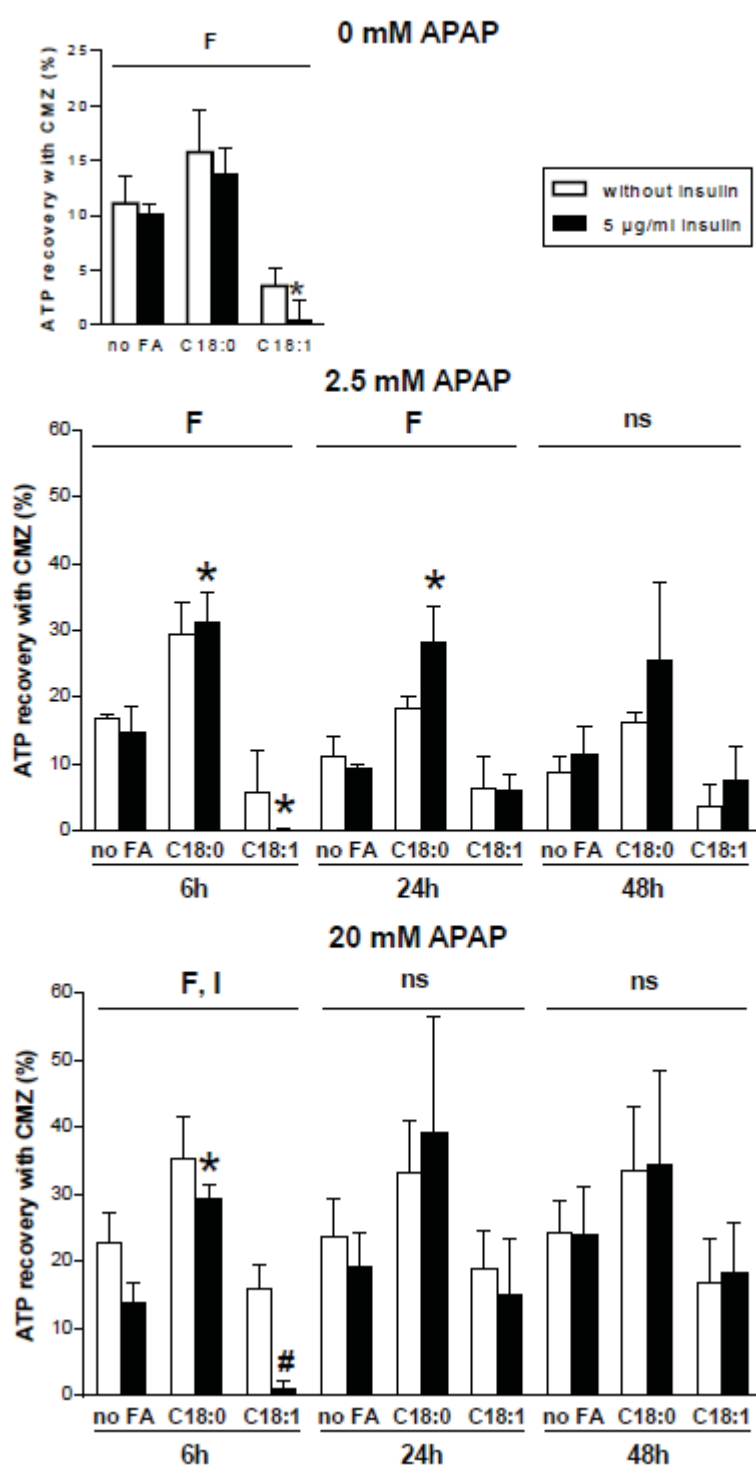 0 mM APAP
F
ATP recovery with CMZ (%)
25
20
15
10
5
0
*
no FA C18:0 C18:1
without insulin
5 µg/ml insulin
2.5 mM APAP
F F ns
ATP recovery with CMZ (%)
60
50
40
30
20
10
0
* * *
no FA C18:0 C18:1 no FA C18:0 C18:1 no FA C18:0 C18:1
6h 24h 48h
20 mM APAP
F, I ns ns
ATP recovery with CMZ (%)
60
50
40
30
20
10
0
* #
no FA C18:0 C18:1 no FA C18:0 C18:1 no FA C18:0 C18:1
6h 24h 48h